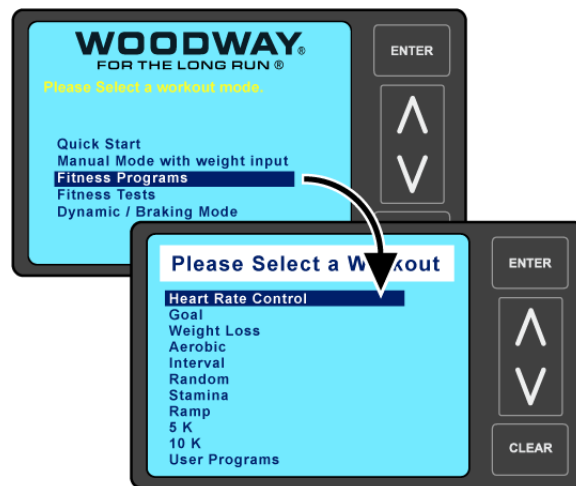 WOODWAY®
FOR THE LONG RUN ®
Please Select a workout mode.
Quick Start
Manual Mode with weight input
Fitness Programs
Fitness Tests
Dynamic / Braking Mode
ENTER
Please Select a W kout
Heart Rate Control
Goal
Weight Loss
Aerobic
Interval
Random
Stamina
Ramp
5 K
10 K
User Programs
ENTER
CLEAR